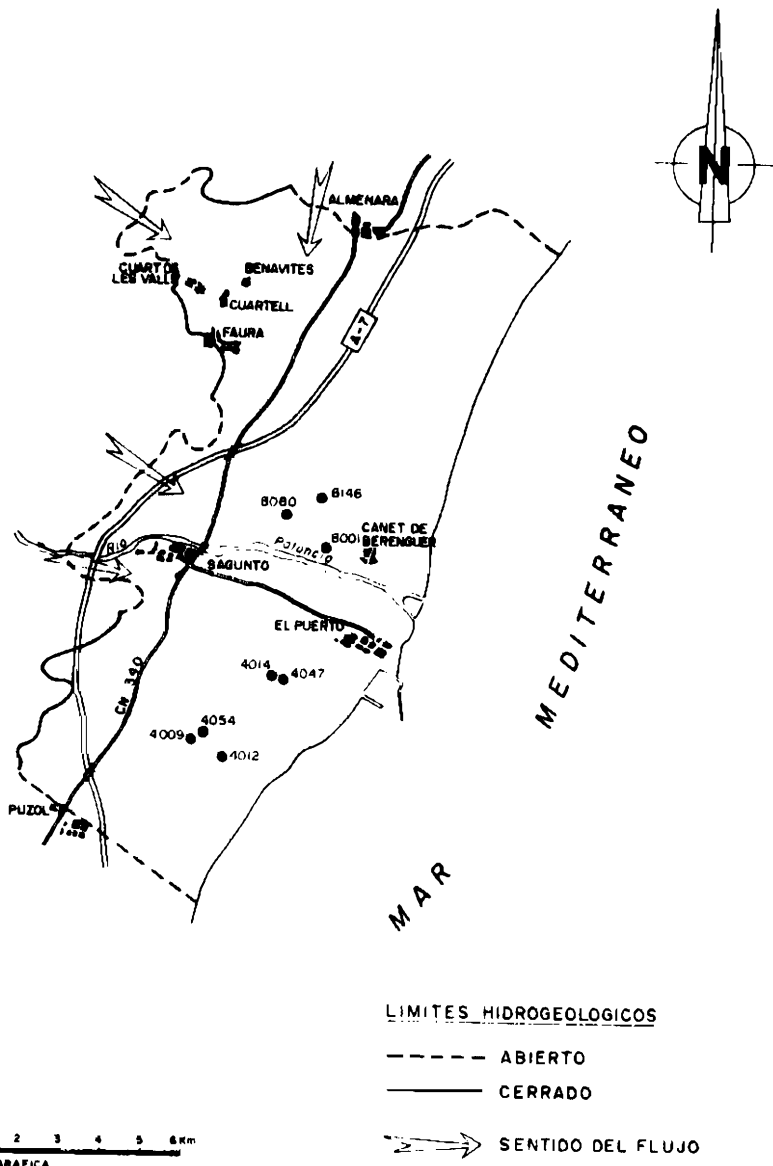 N
ALMENARA
CUART DE
LES VALLE
BENAVITES
CUARTELL
FAURA
A-7
8080
8146
8001
CANET DE
BERENGUER
Palancia
RIO
SAGUNTO
EL PUERTO
4014
4047
CN 340
4054
4009
4012
PUZOL
MEDITERRANEO
MAR
LIMITES HIDROGEOLOGICOS
ABIERTO
CERRADO
SENTIDO DEL FLUJO
2 3 4 5 6 Km